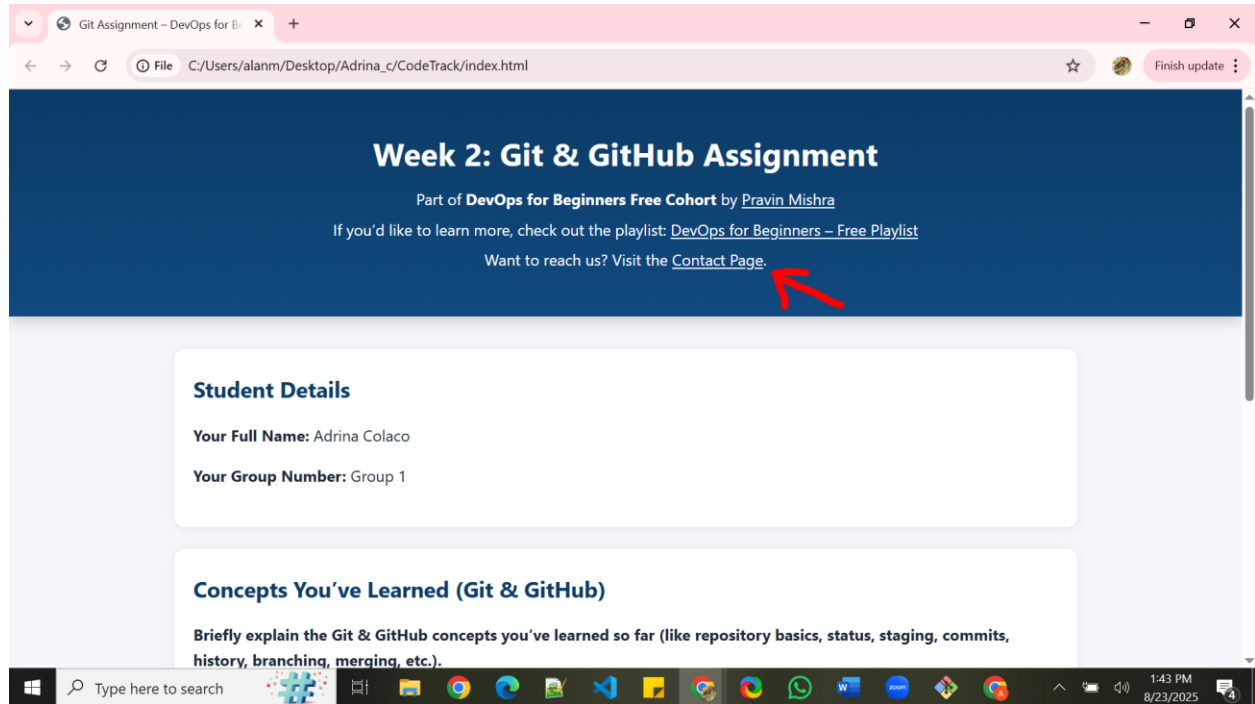 Git Assignment – DevOps for Be
File C:/Users/alanm/Desktop/Adrina_c/CodeTrack/index.html
Finish update
Week 2: Git & GitHub Assignment
Part of DevOps for Beginners Free Cohort by Pravin Mishra
If you’d like to learn more, check out the playlist: DevOps for Beginners – Free Playlist
Want to reach us? Visit the Contact Page.
Student Details
Your Full Name: Adrina Colaco
Your Group Number: Group 1
Concepts You’ve Learned (Git & GitHub)
Briefly explain the Git & GitHub concepts you’ve learned so far (like repository basics, status, staging, commits,
history, branching, merging, etc.).
Type here to search
zoom
1:43 PM
8/23/2025
4